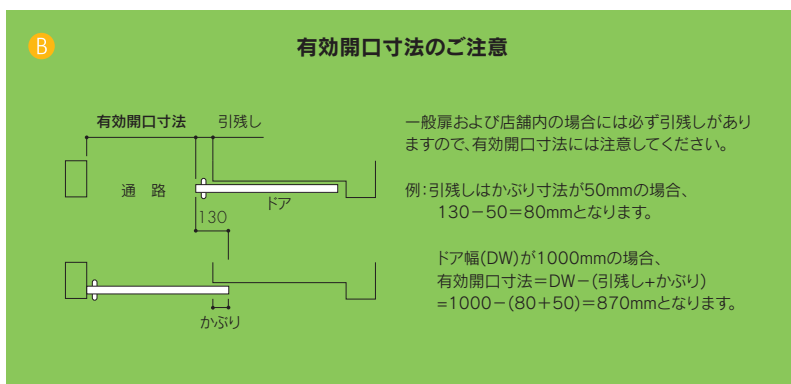 B
有効開口寸法のご注意
有効開口寸法 引残し
通 路
ドア
130
かぶり
一般扉および店舗内の場合には必ず引残しがあり
ますので、有効開口寸法には注意してください。
例:引残しはかぶり寸法が50mmの場合、
130−50=80mmとなります。
ドア幅(DW)が1000mmの場合、
有効開口寸法=DW−(引残し+かぶり)
=1000−(80+50)=870mmとなります。